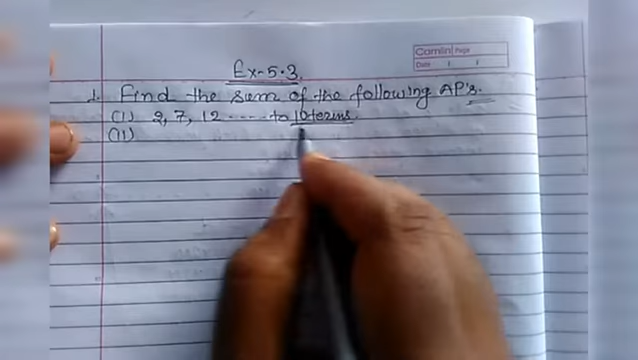 Camlin Page
Date / /
Ex-5.3.
1. Find the sum of the following AP's.
(i) 2, 7, 12 ..... to 10 terms.
(ii)